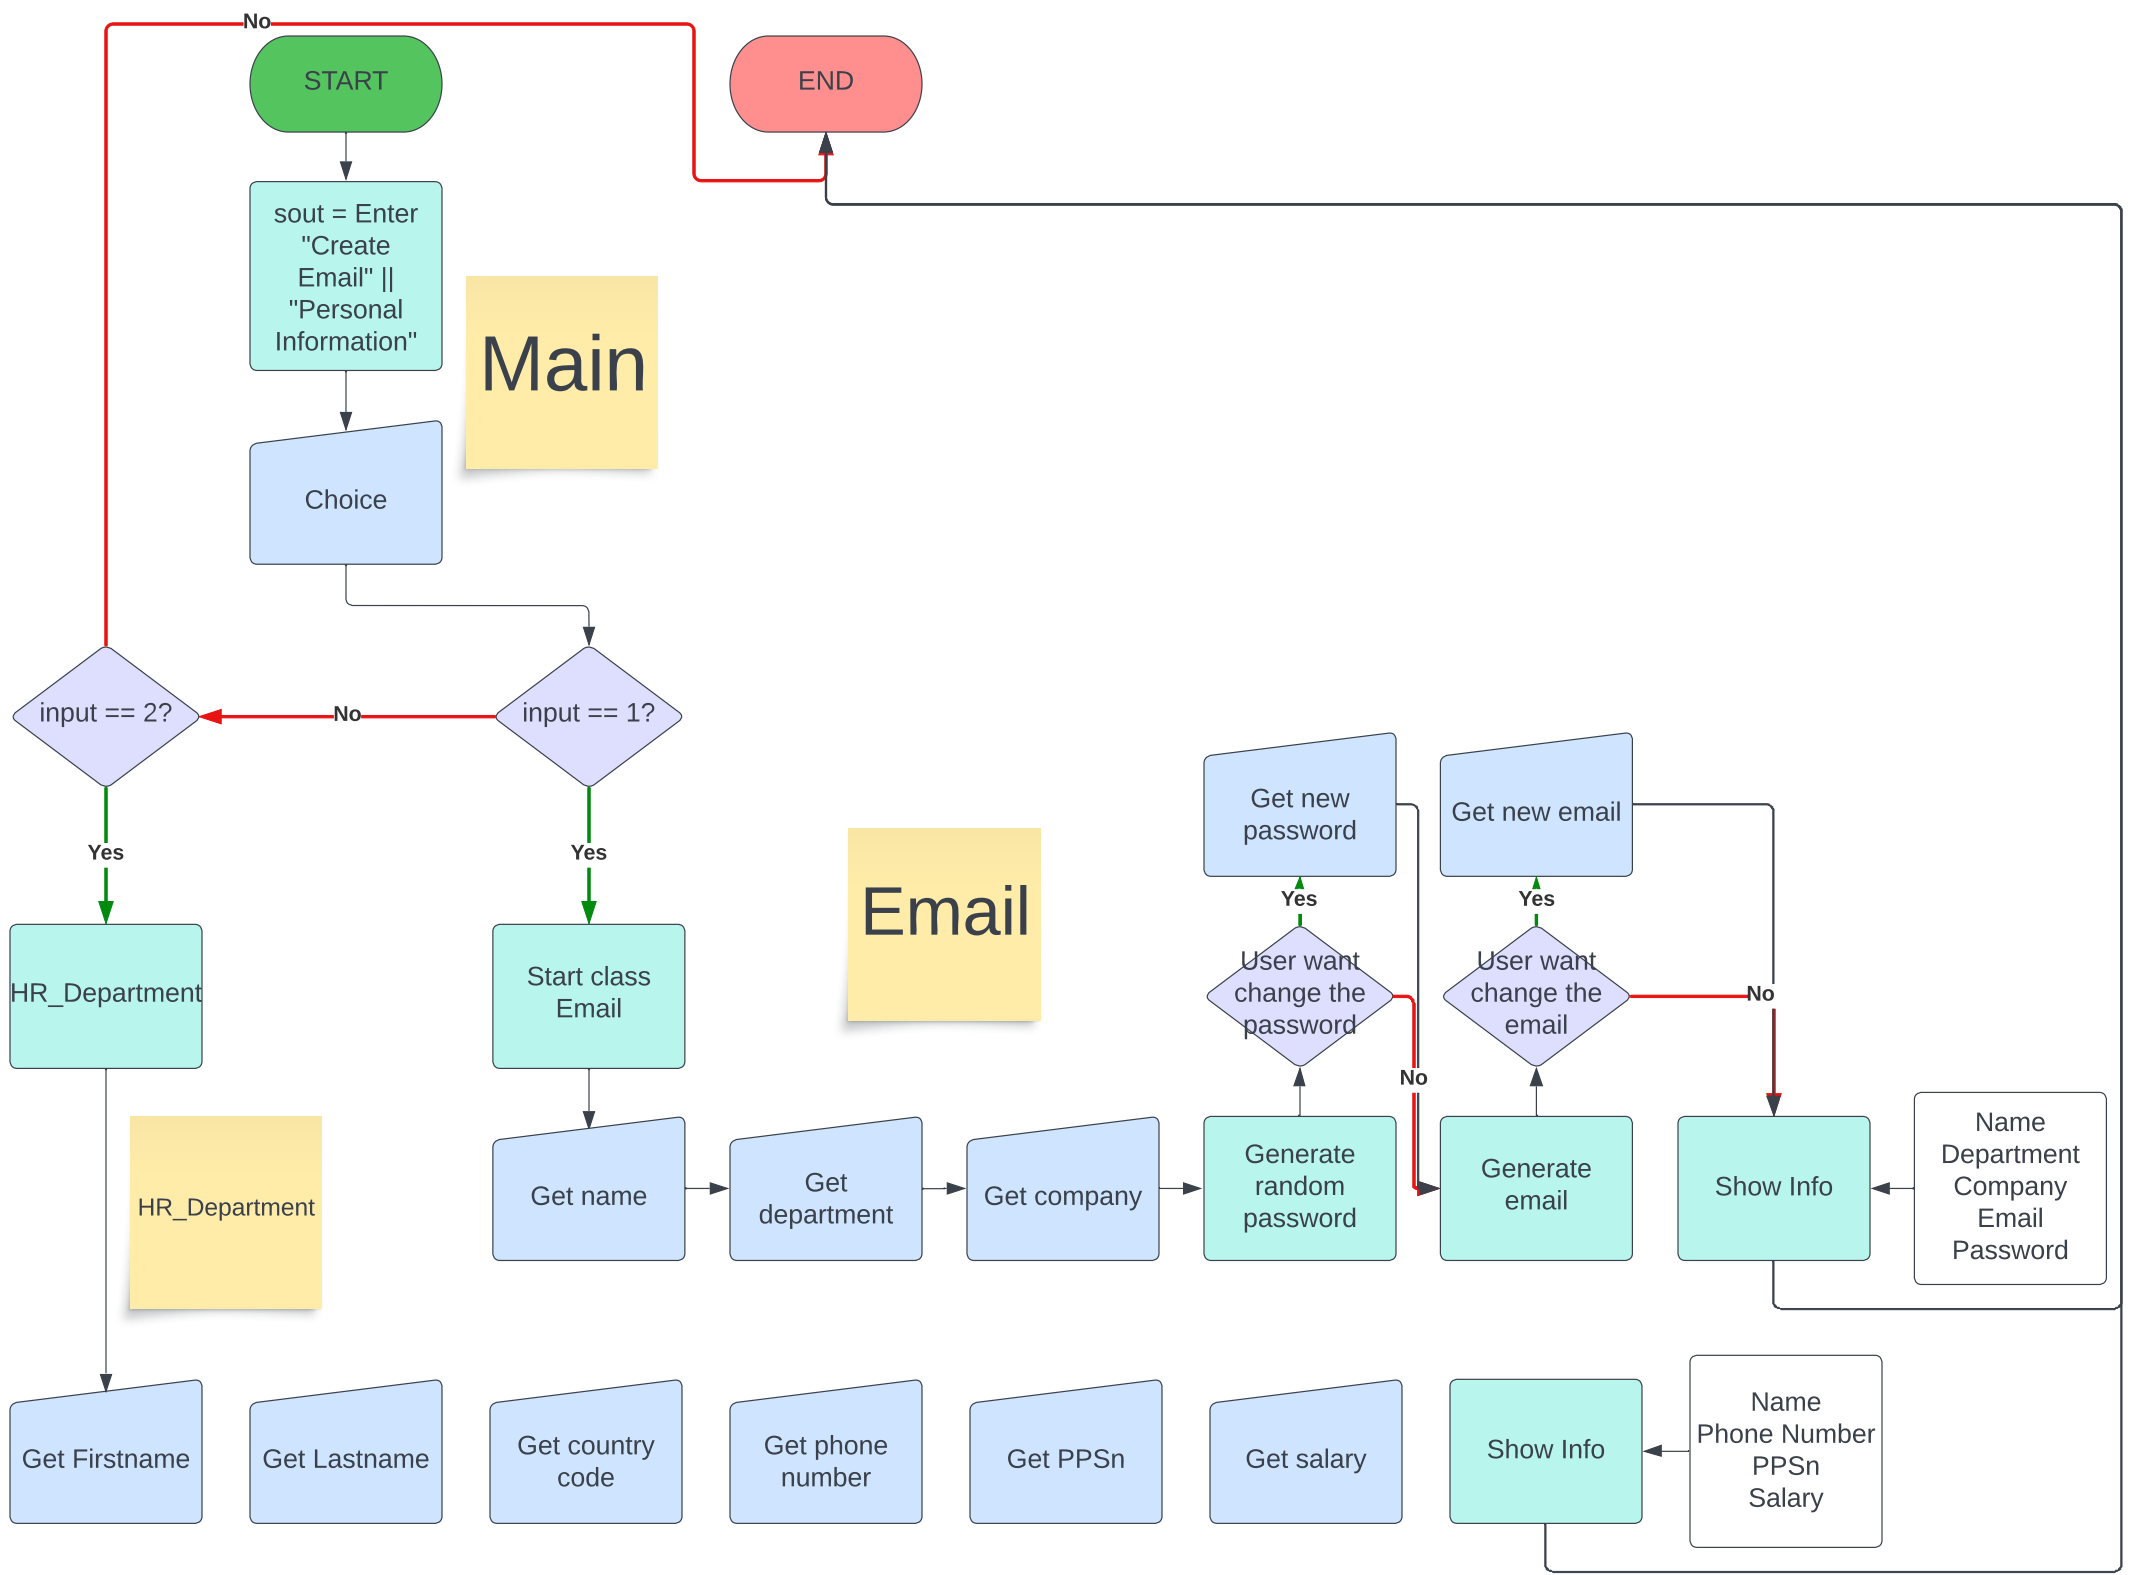 No
START
END
sout = Enter
"Create
Email" ||
"Personal
Information"
Main
Choice
input == 2?
No
input == 1?
Yes
Yes
HR_Department
Start class
Email
Email
Get new
password
Get new email
Yes
Yes
User want
change the
password
User want
change the
email
No
No
HR_Department
Get name
Get
department
Get company
Generate
random
password
Generate
email
Show Info
Name
Department
Company
Email
Password
Get Firstname
Get Lastname
Get country
code
Get phone
number
Get PPSn
Get salary
Show Info
Name
Phone Number
PPSn
Salary